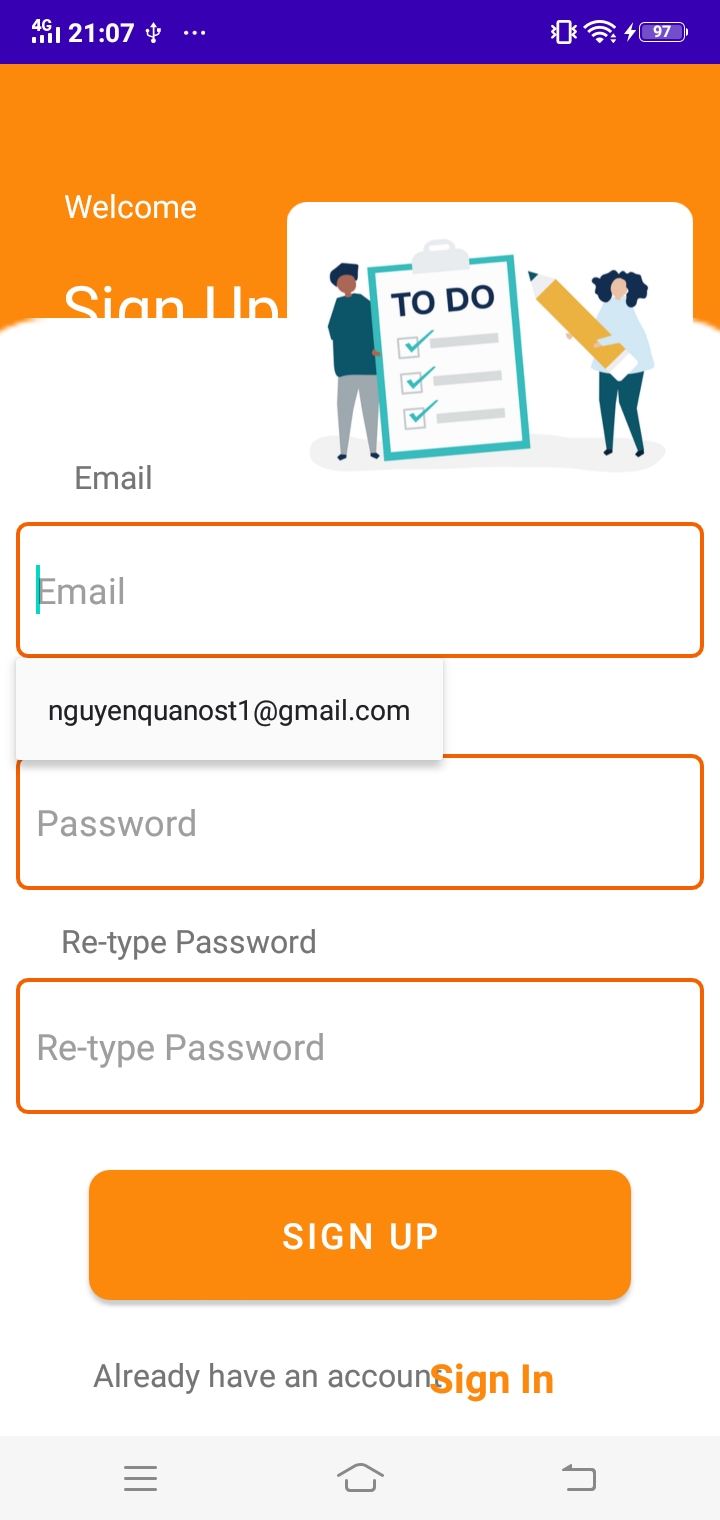 4G 21:07 ... 97
Welcome
Sign Up
TO DO
Email
Email
nguyenquanost1@gmail.com
Password
Re-type Password
Re-type Password
SIGN UP
Already have an account Sign In